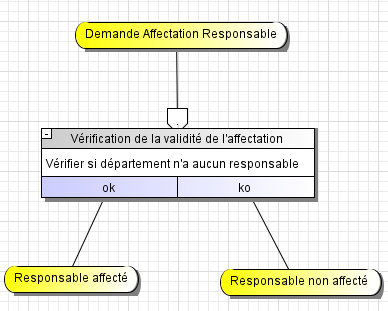 Demande Affectation Responsable
Vérification de la validité de l'affectation
Vérifier si département n'a aucun responsable
ok
ko
Responsable affecté
Responsable non affecté